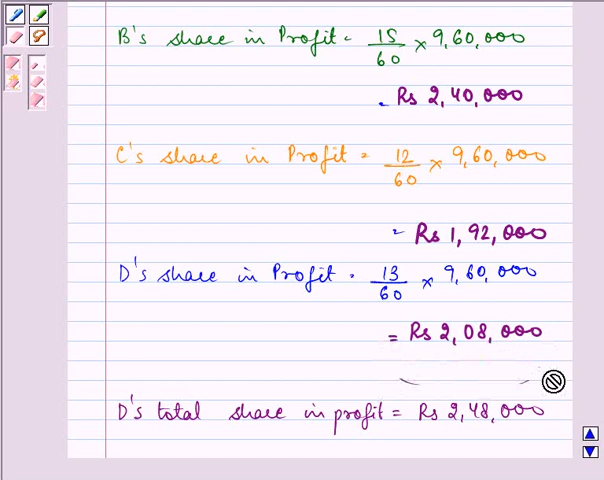 B's share in Profit = 15/60 × 9,60,000
= Rs 2,40,000
C's share in Profit = 12/60 × 9,60,000
= Rs 1,92,000
D's share in Profit = 13/60 × 9,60,000
= Rs 2,08,000
D's total share in profit = Rs 2,48,000